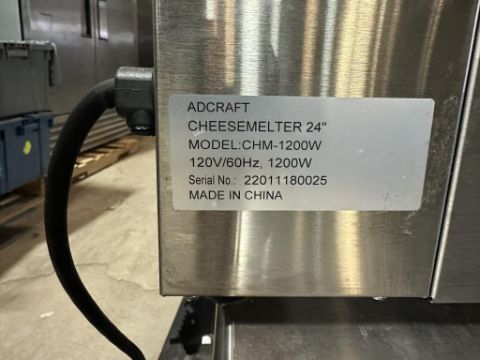 ADCRAFT
CHEESEMELTER 24"
MODEL:CHM-1200W
120V/60Hz, 1200W
Serial No.: 22011180025
MADE IN CHINA